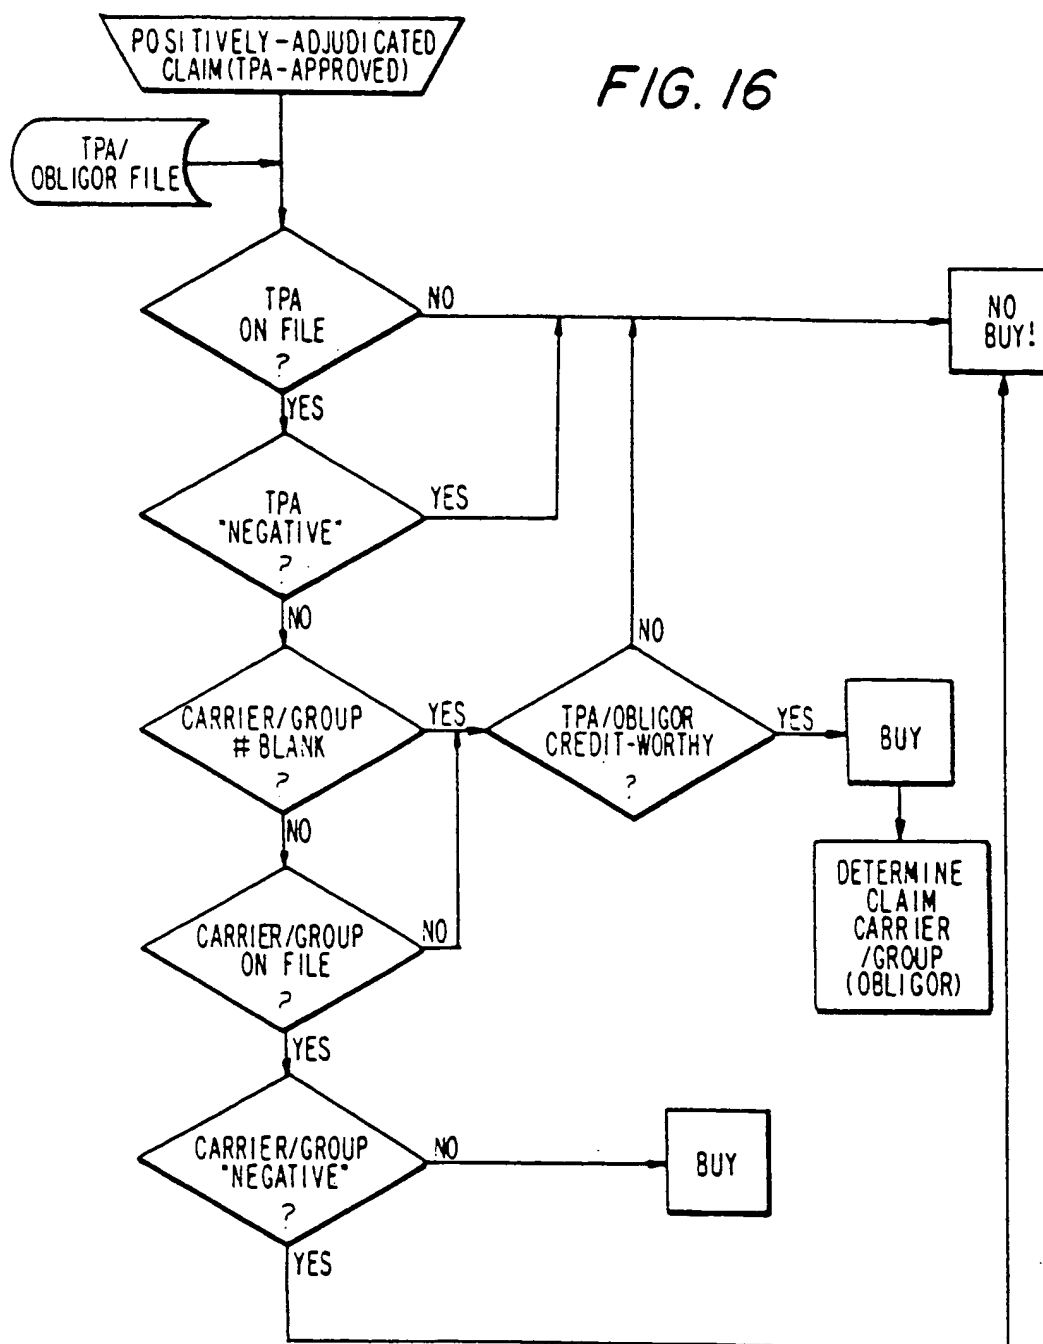 POSITIVELY-ADJUDICATED
CLAIM(TPA-APPROVED)
FIG. 16
TPA/
OBLIGOR FILE
TPA
ON FILE
?
NO
NO
BUY!
YES
TPA
"NEGATIVE"
?
YES
NO
NO
CARRIER/GROUP
# BLANK
?
YES
TPA/OBLIGOR
CREDIT-WORTHY
?
YES
BUY
NO
DETERMINE
CLAIM
CARRIER
/GROUP
(OBLIGOR)
CARRIER/GROUP
ON FILE
?
NO
YES
CARRIER/GROUP
"NEGATIVE"
?
NO
BUY
YES